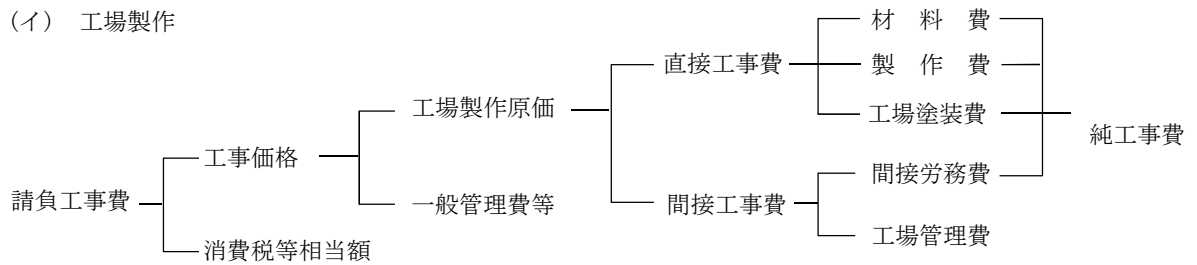 (イ) 工場製作
材料費
直接工事費
製作費
工場製作原価
工場塗装費
純工事費
工事価格
間接労務費
請負工事費
一般管理費等
間接工事費
工場管理費
消費税等相当額